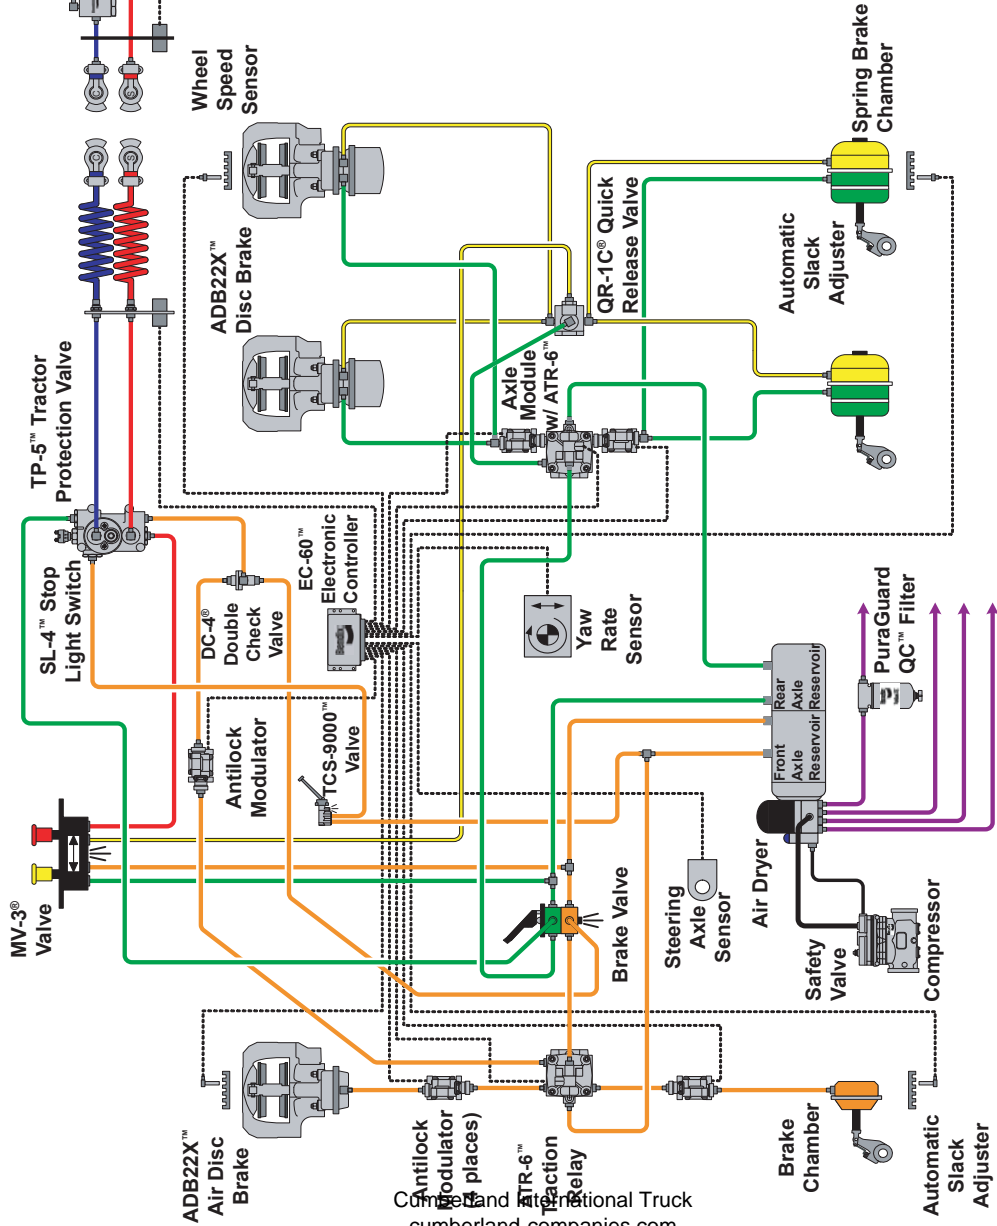 Wheel
Speed
Sensor
ADB22X™
Disc Brake
TP-5™ Tractor
Protection Valve
SL-4™ Stop
Light Switch
DC-4®
Double
Check
Valve
EC-60™
Electronic
Controller
Antilock
Modulator
TCS-9000™
Valve
MV-3®
Valve
QR-1C® Quick
Release Valve
Axle
Module
w/ ATR-6™
Spring Brake
Chamber
Automatic
Slack
Adjuster
Yaw
Rate
Sensor
Steering
Axle
Sensor
Brake Valve
Front
Axle
Reservoir
Rear
Axle
Reservoir
PuraGuard
QC™ Filter
Air Dryer
Safety
Valve
Compressor
ADB22X™
Air Disc
Brake
Antilock
Modulator
(4 places)
ATR-6™
Traction
Relay
Brake
Chamber
Automatic
Slack
Adjuster
C
S
C
S
Cumberland International Truck
cumberland-companies.com